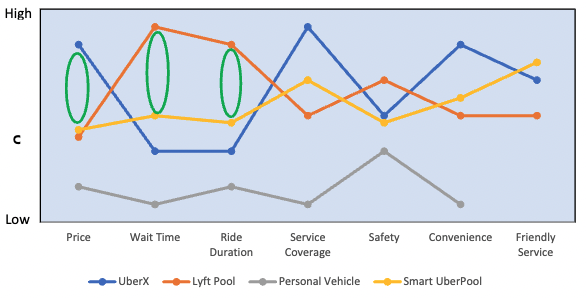 High
C
Low
Price Wait Time Ride Duration Service Coverage Safety Convenience Friendly Service
UberX Lyft Pool Personal Vehicle Smart UberPool